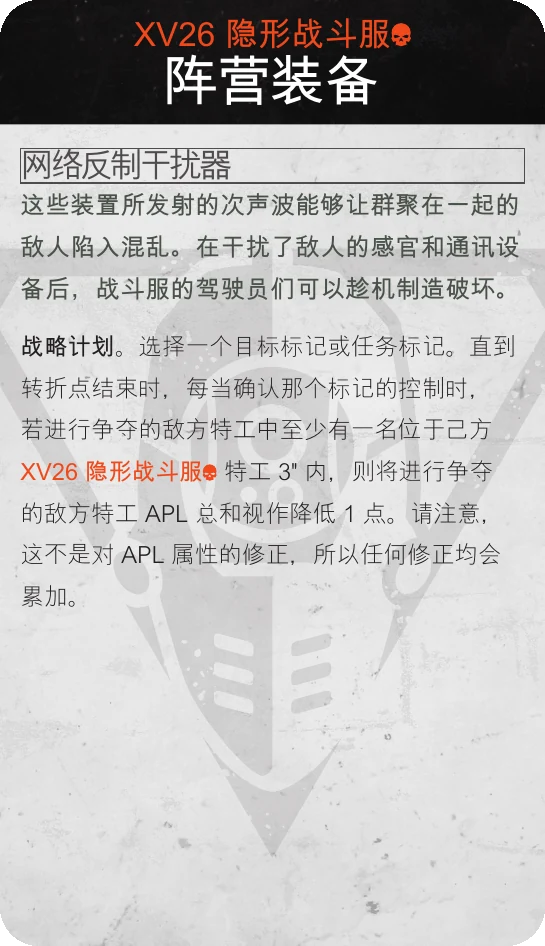 XV26 隐形战斗服
阵营装备
网络反制干扰器
这些装置所发射的次声波能够让群聚在一起的
敌人陷入混乱。在干扰了敌人的感官和通讯设
备后，战斗服的驾驶员们可以趁机制造破坏。
战略计划。选择一个目标标记或任务标记。直到
转折点结束时，每当确认那个标记的控制时，
若进行争夺的敌方特工中至少有一名位于己方
XV26 隐形战斗服 特工 3" 内，则将进行争夺
的敌方特工 APL 总和视作降低 1 点。请注意，
这不是对 APL 属性的修正，所以任何修正均会
累加。